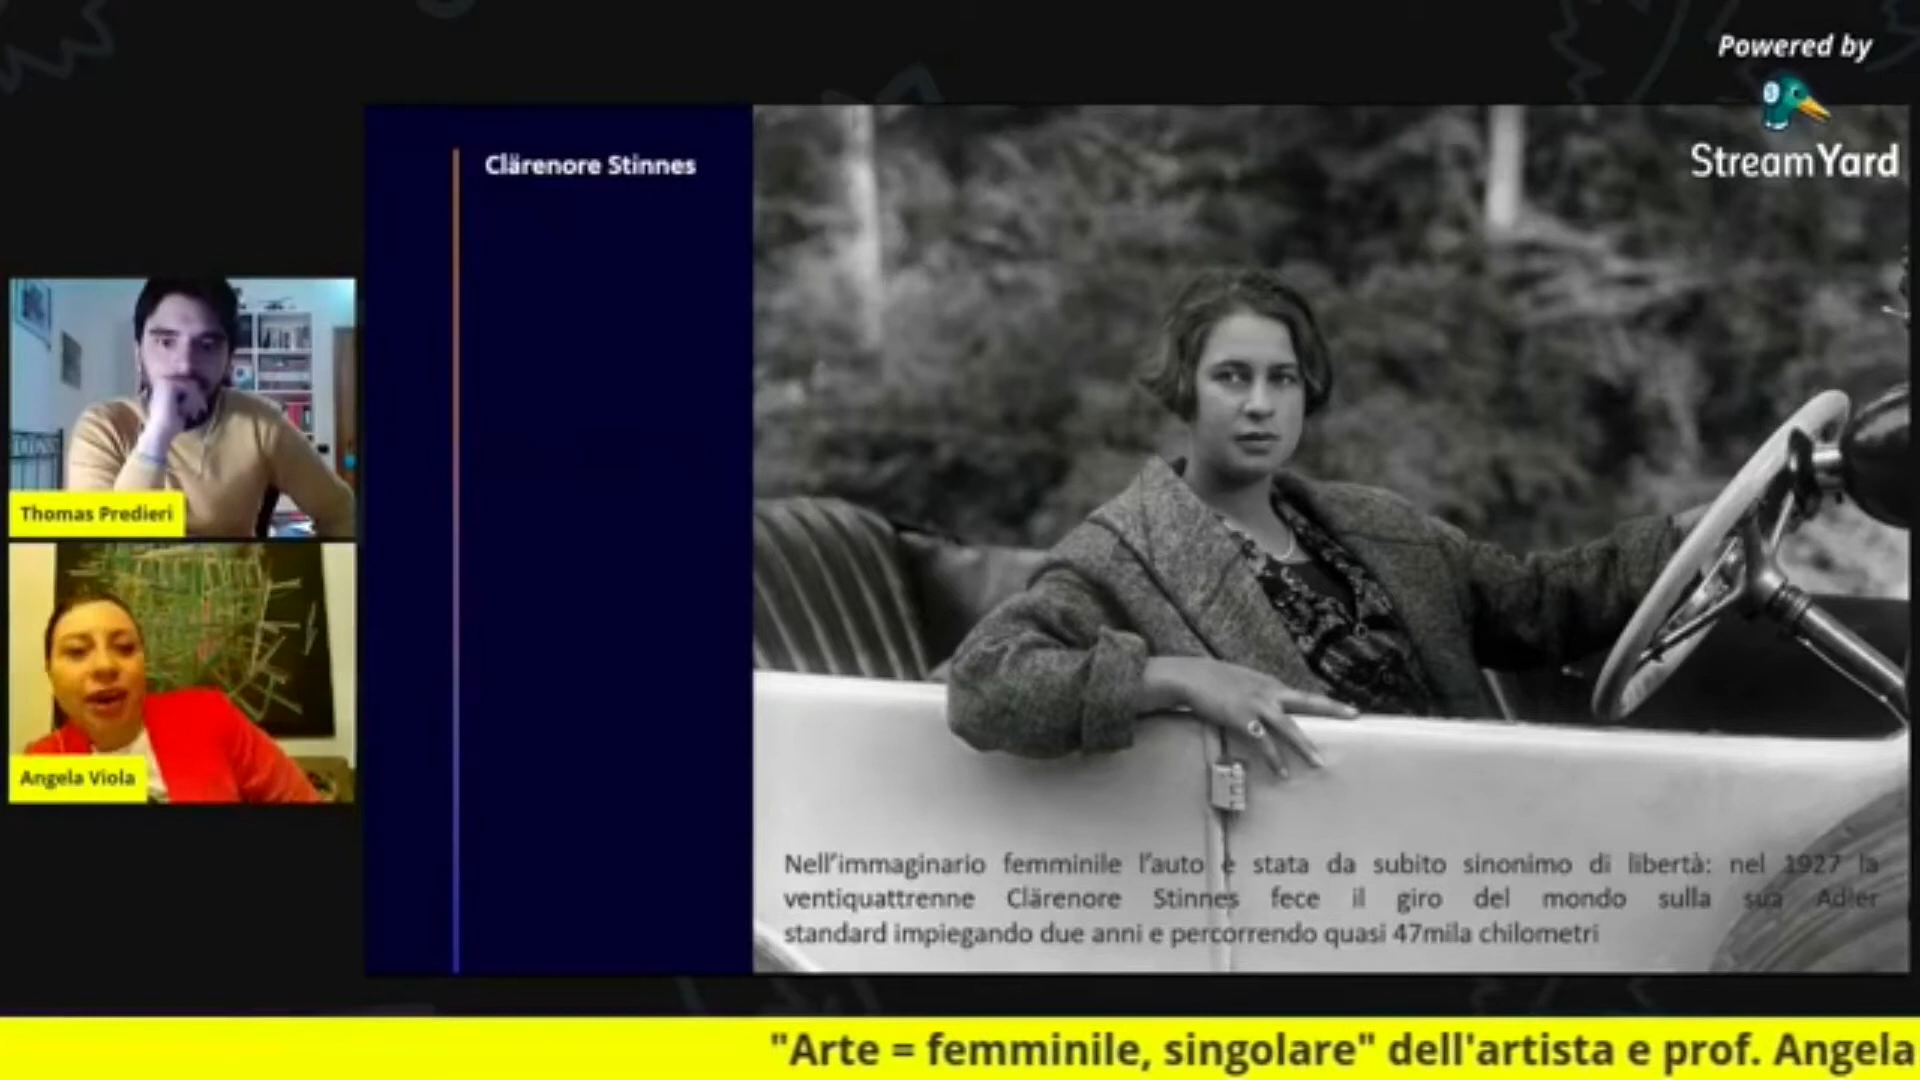 Powered by
StreamYard
Clärenore Stinnes
Thomas Predieri
Angela Viola
Nell'immaginario femminile l'auto è stata da subito sinonimo di libertà: nel 1927 la
ventiquattrenne Clärenore Stinnes fece il giro del mondo sulla sua Adler
standard impiegando due anni e percorrendo quasi 47mila chilometri
"Arte = femminile, singolare" dell'artista e prof. Angela